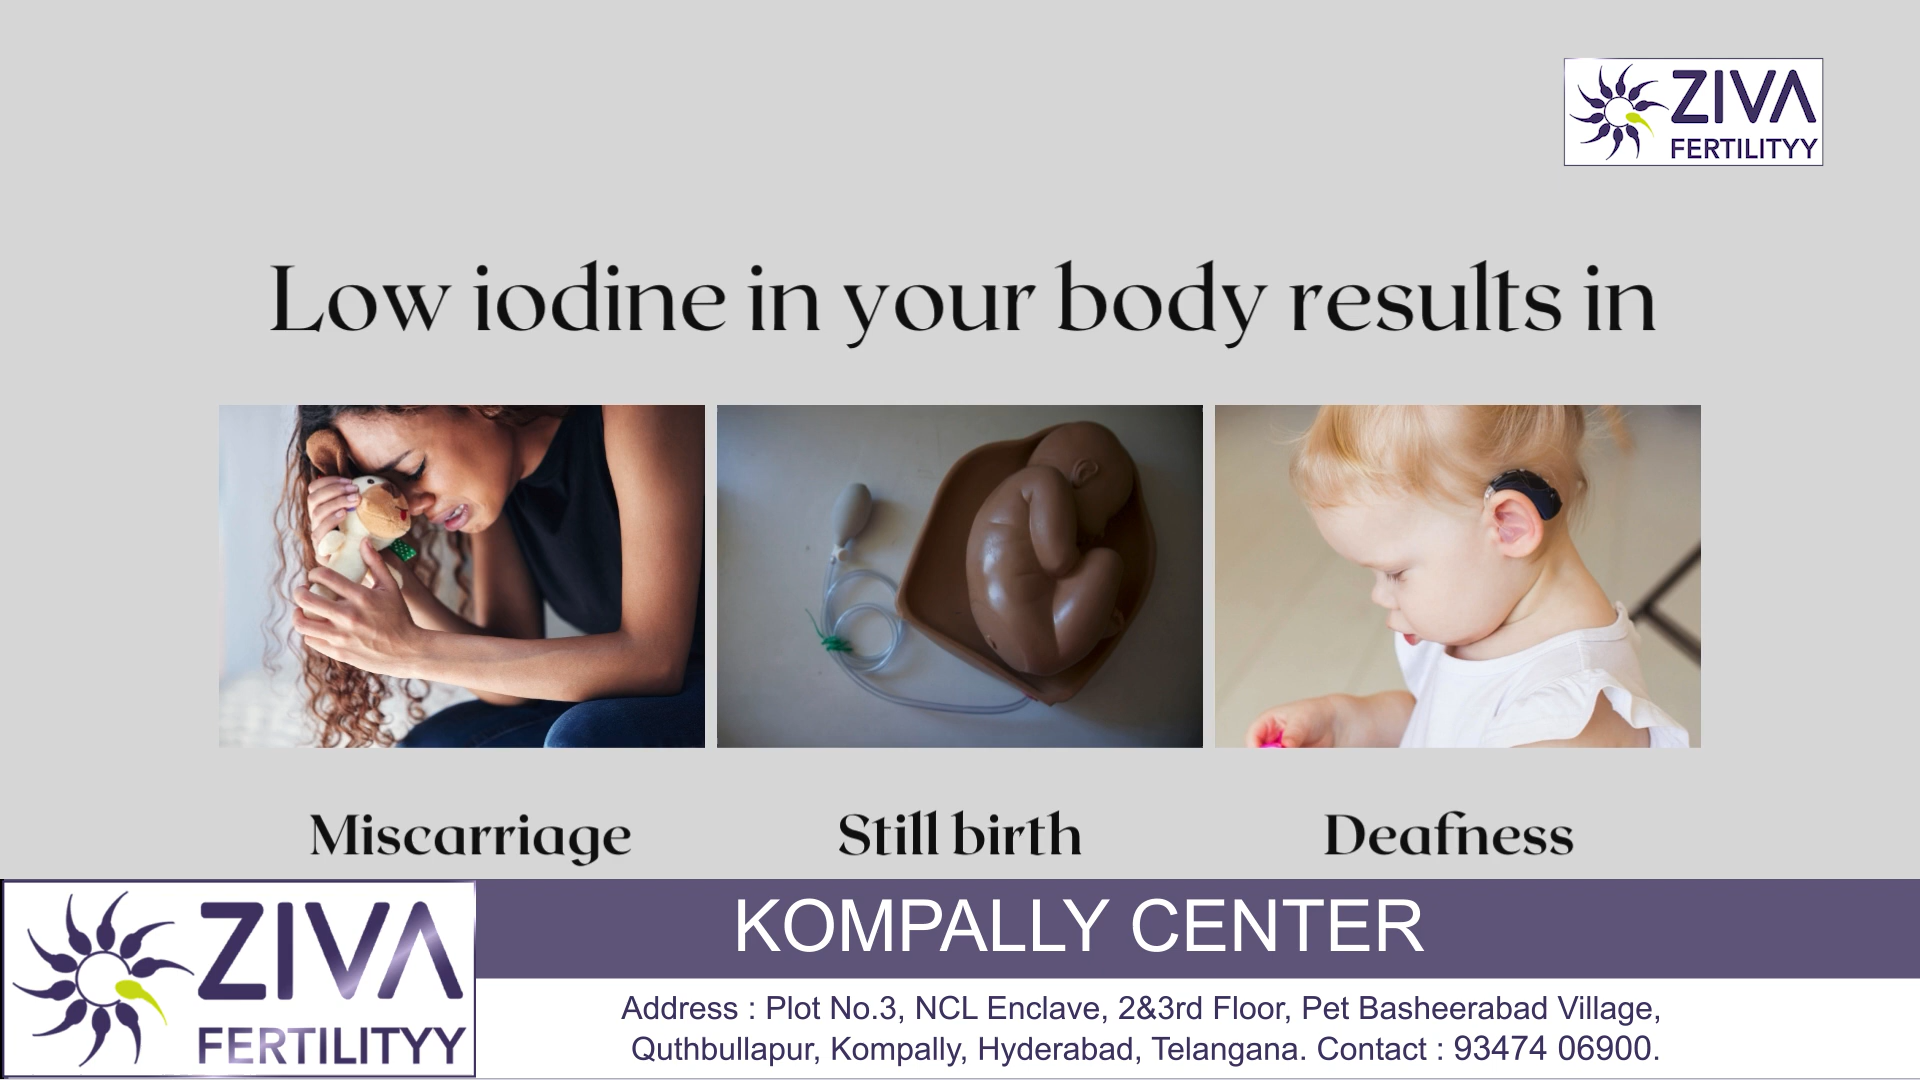 ZIVA
FERTILITYY
Low iodine in your body results in
Miscarriage
Still birth
Deafness
ZIVA
FERTILITYY
KOMPALLY CENTER
Address : Plot No.3, NCL Enclave, 2&3rd Floor, Pet Basheerabad Village,
Quthbullapur, Kompally, Hyderabad, Telangana. Contact : 93474 06900.